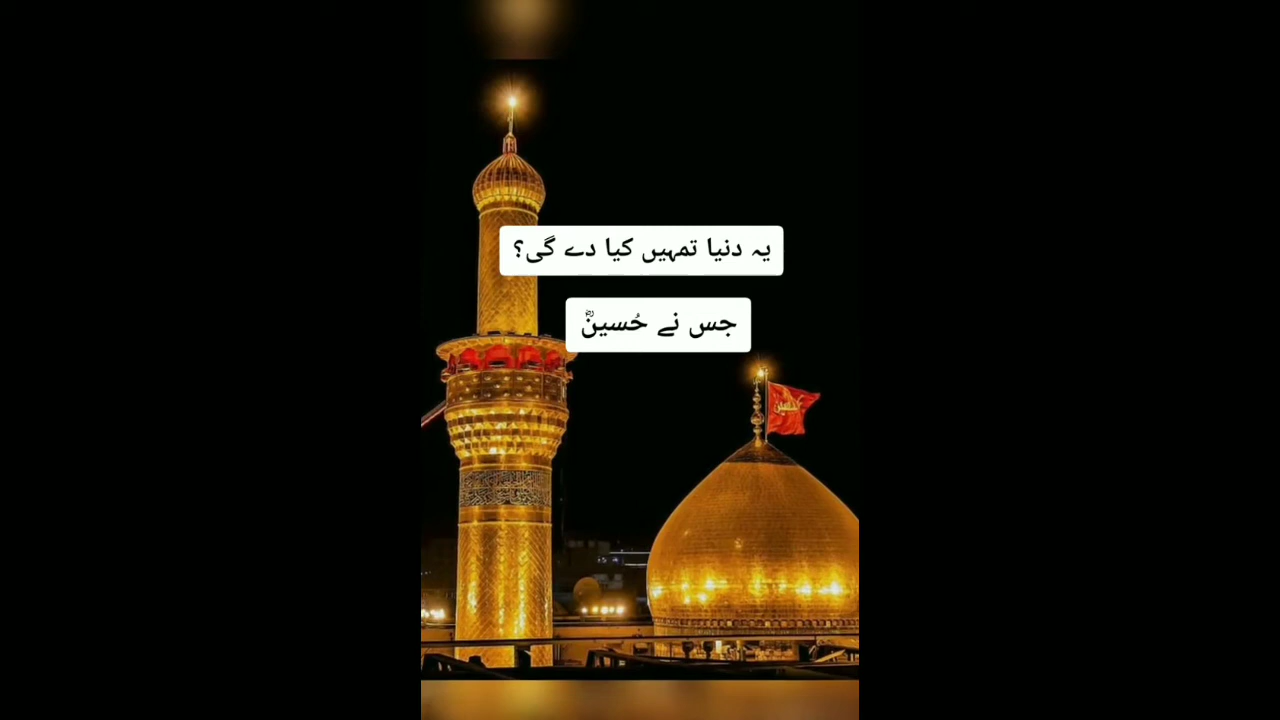 یہ دنیا تمہیں کیا دے گی؟
جس نے حُسینؓ